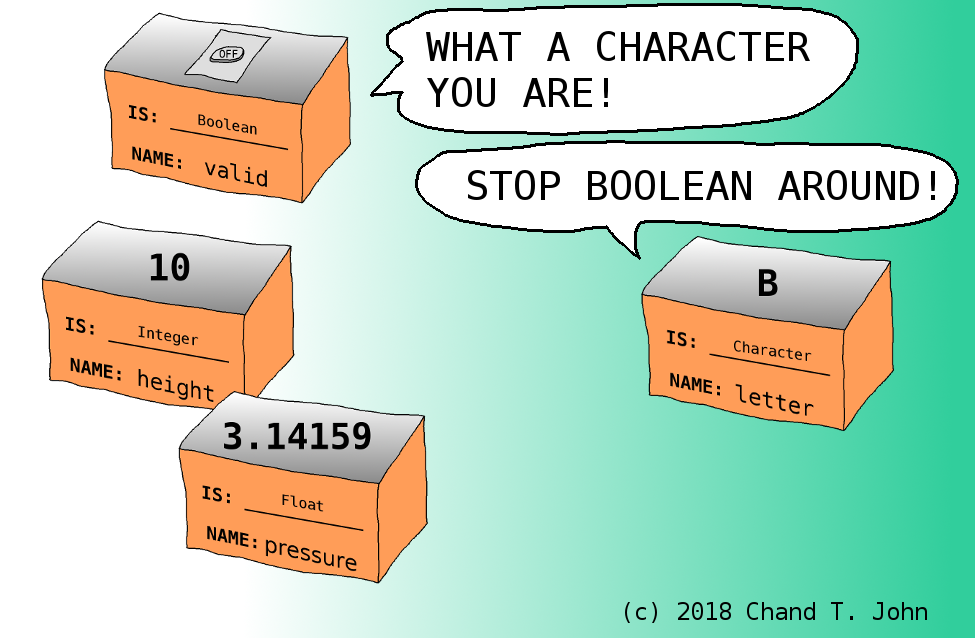 WHAT A CHARACTER
YOU ARE!
OFF
IS: Boolean
NAME: valid
STOP BOOLEAN AROUND!
10
IS: Integer
NAME: height
B
IS: Character
NAME: letter
3.14159
IS: Float
NAME: pressure
(c) 2018 Chand T. John